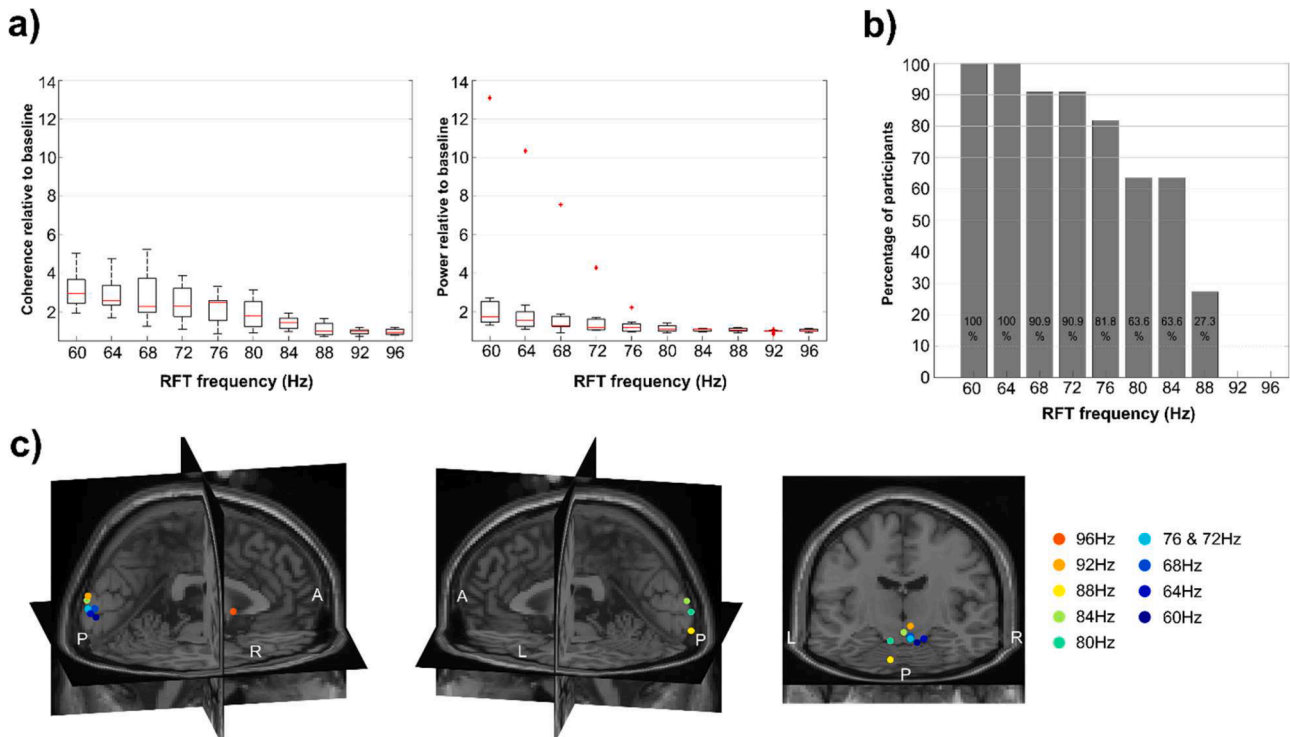 a)
b)
14
12
10
8
6
4
2
Coherence relative to baseline
60 64 68 72 76 80 84 88 92 96
RFT frequency (Hz)
14
12
10
8
6
4
2
Power relative to baseline
60 64 68 72 76 80 84 88 92 96
RFT frequency (Hz)
100
90
80
70
60
50
40
30
20
10
0
Percentage of participants
100 100 90.9 90.9 81.8 63.6 63.6 27.3
% % % % % % % %
60 64 68 72 76 80 84 88 92 96
RFT frequency (Hz)
c)
A
P
R
A
P
L
L
R
P
96Hz
92Hz
88Hz
84Hz
80Hz
76 & 72Hz
68Hz
64Hz
60Hz